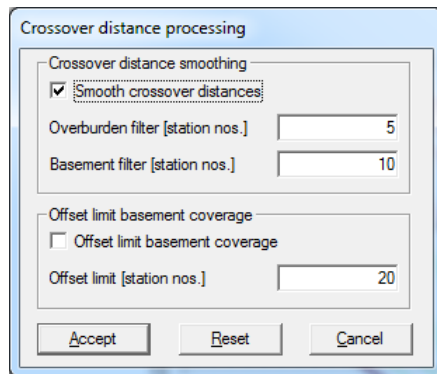 Crossover distance processing
Crossover distance smoothing
Smooth crossover distances
Overburden filter [station nos.] 5
Basement filter [station nos.] 10
Offset limit basement coverage
Offset limit basement coverage
Offset limit [station nos.] 20
Accept Reset Cancel